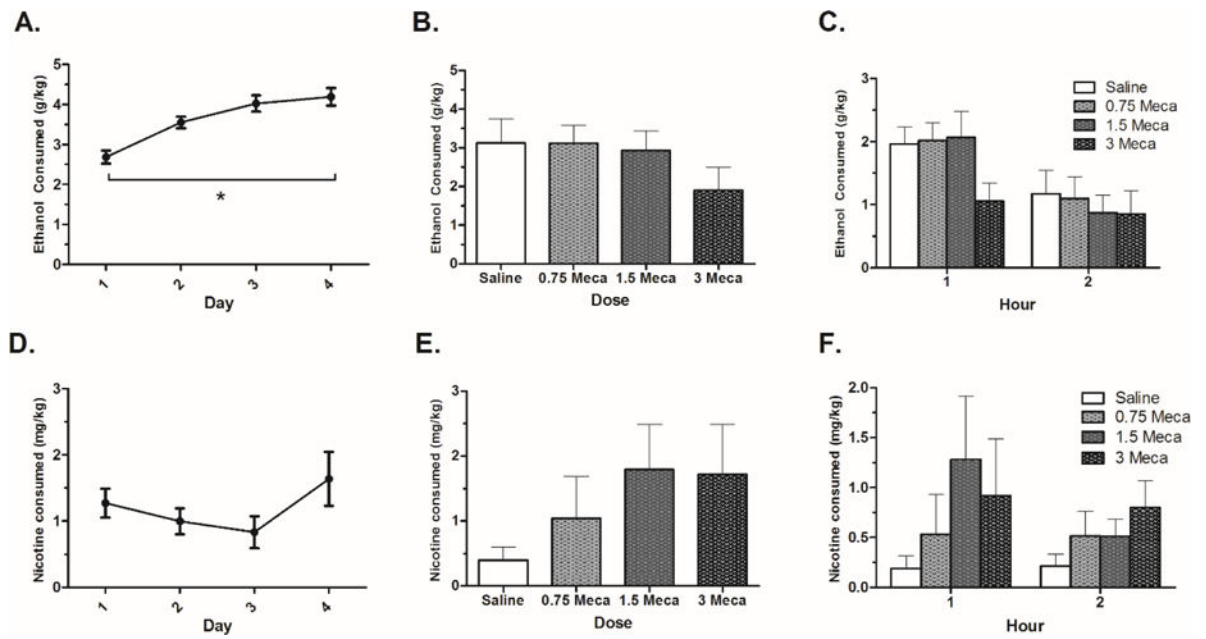 A.
Ethanol Consumed (g/kg)
5
4
3
2
1
0
*
1
2
3
4
Day
B.
Ethanol Consumed (g/kg)
5
4
3
2
1
0
Saline
0.75 Meca
1.5 Meca
3 Meca
Dose
C.
Ethanol Consumed (g/kg)
3
2
1
0
Saline
0.75 Meca
1.5 Meca
3 Meca
1
2
Hour
D.
Nicotine consumed (mg/kg)
3
2
1
0
1
2
3
4
Day
E.
Nicotine consumed (mg/kg)
3
2
1
0
Saline
0.75 Meca
1.5 Meca
3 Meca
Dose
F.
Nicotine consumed (mg/kg)
2.0
1.5
1.0
0.5
0.0
Saline
0.75 Meca
1.5 Meca
3 Meca
1
2
Hour